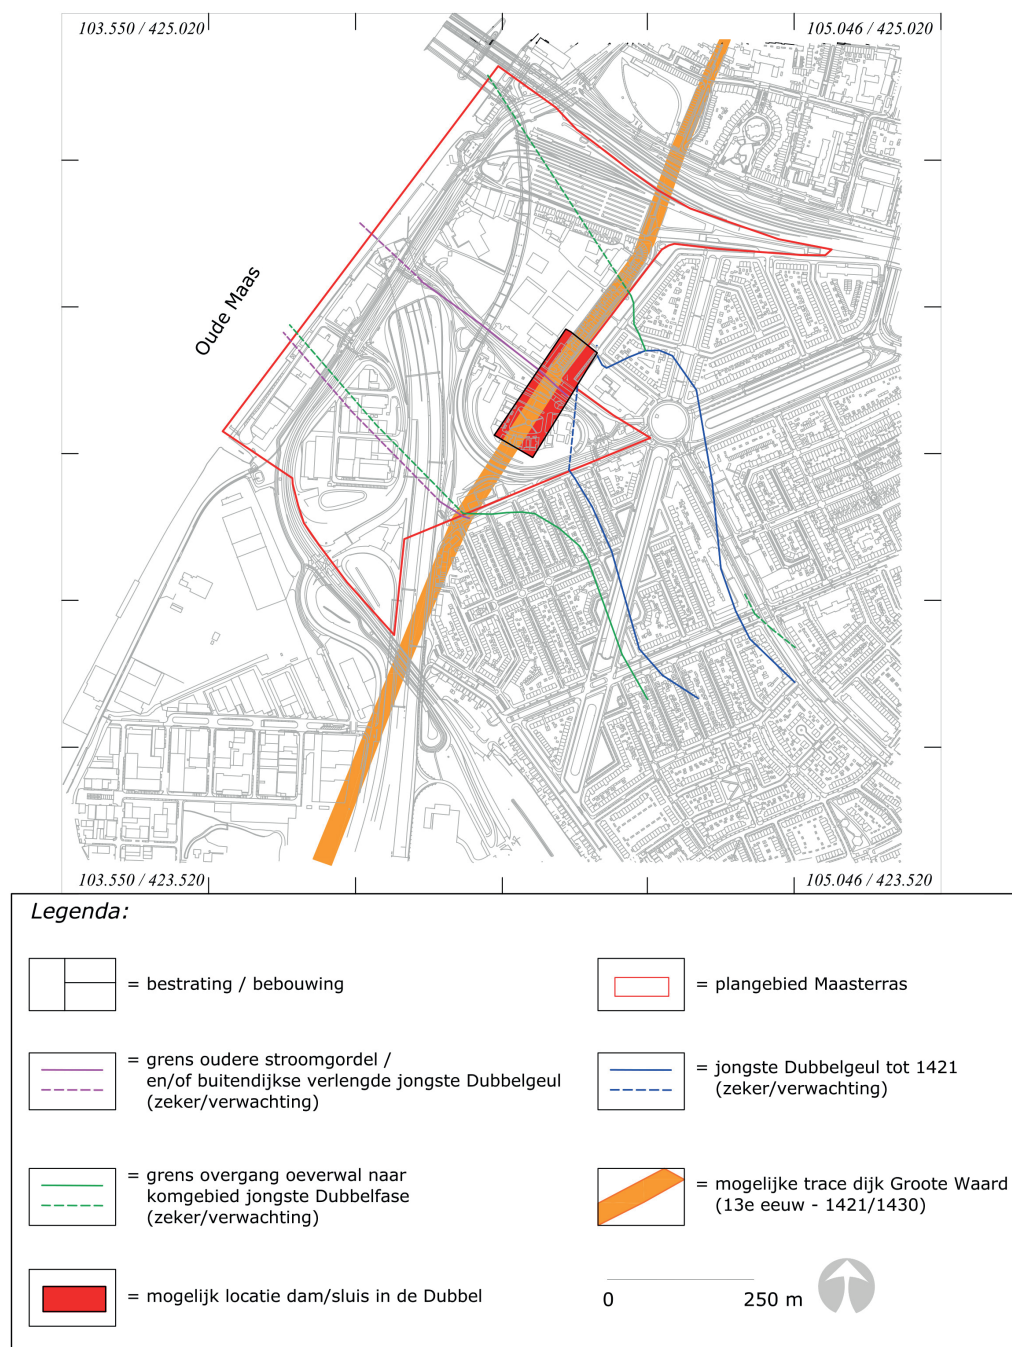 103.550 / 425.020
105.046 / 425.020
Oude Maas
103.550 / 423.520
105.046 / 423.520
Legenda:
= bestrating / bebouwing
= plangebied Maasterras
= grens oudere stroomgordel /
en/of buitendijkse verlengde jongste Dubbelgeul
(zeker/verwachting)
= jongste Dubbelgeul tot 1421
(zeker/verwachting)
= grens overgang oeverwal naar
komgebied jongste Dubbelfase
(zeker/verwachting)
= mogelijke trace dijk Groote Waard
(13e eeuw - 1421/1430)
= mogelijk locatie dam/sluis in de Dubbel
0
250 m